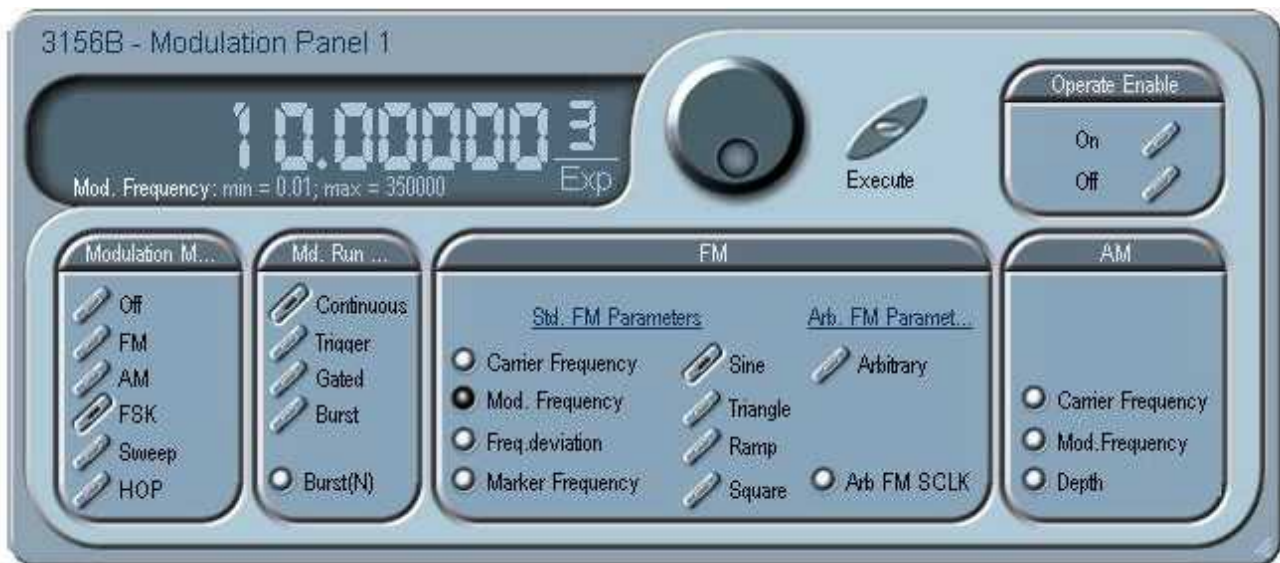 3156B - Modulation Panel 1
10.00000 3
Exp
Mod. Frequency: min = 0.01; max = 350000
Execute
Operate Enable
On
Off
Modulation M...
Off
FM
AM
FSK
Sweep
HOP
Md. Run ...
Continuous
Trigger
Gated
Burst
Burst(N)
FM
Std. FM Parameters
Carrier Frequency
Mod. Frequency
Freq.deviation
Marker Frequency
Sine
Triangle
Ramp
Square
Arb. FM Paramet...
Arbitrary
Arb FM SCLK
AM
Carrier Frequency
Mod.Frequency
Depth